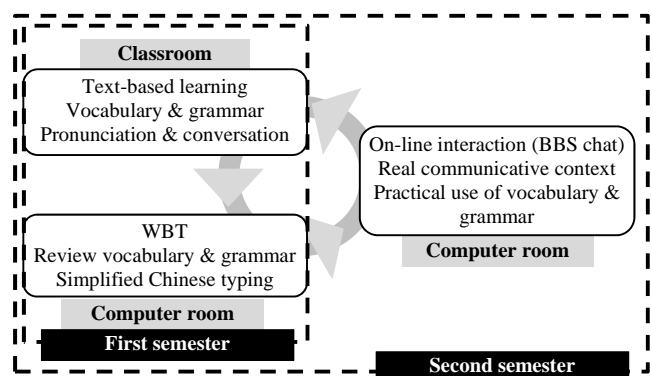 Classroom
Text-based learning
Vocabulary & grammar
Pronunciation & conversation
On-line interaction (BBS chat)
Real communicative context
Practical use of vocabulary &
grammar
Computer room
WBT
Review vocabulary & grammar
Simplified Chinese typing
Computer room
First semester
Second semester